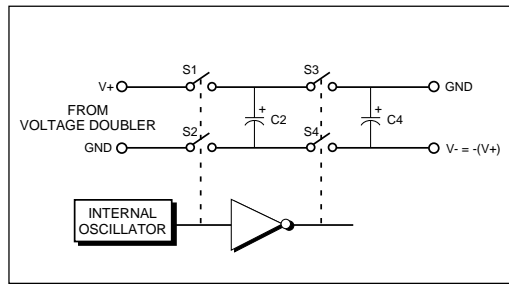 S1
S3
V+
GND
FROM
VOLTAGE DOUBLER
+
C2
+
C4
S2
S4
GND
V- = -(V+)
INTERNAL
OSCILLATOR